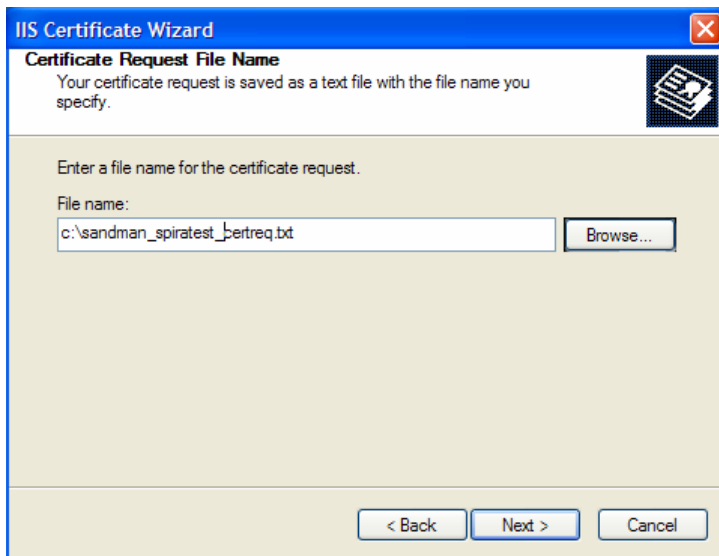 IIS Certificate Wizard
Certificate Request File Name
Your certificate request is saved as a text file with the file name you
specify.
Enter a file name for the certificate request.
File name:
c:\sandman_spiratest_certreq.txt
Browse...
< Back
Next >
Cancel